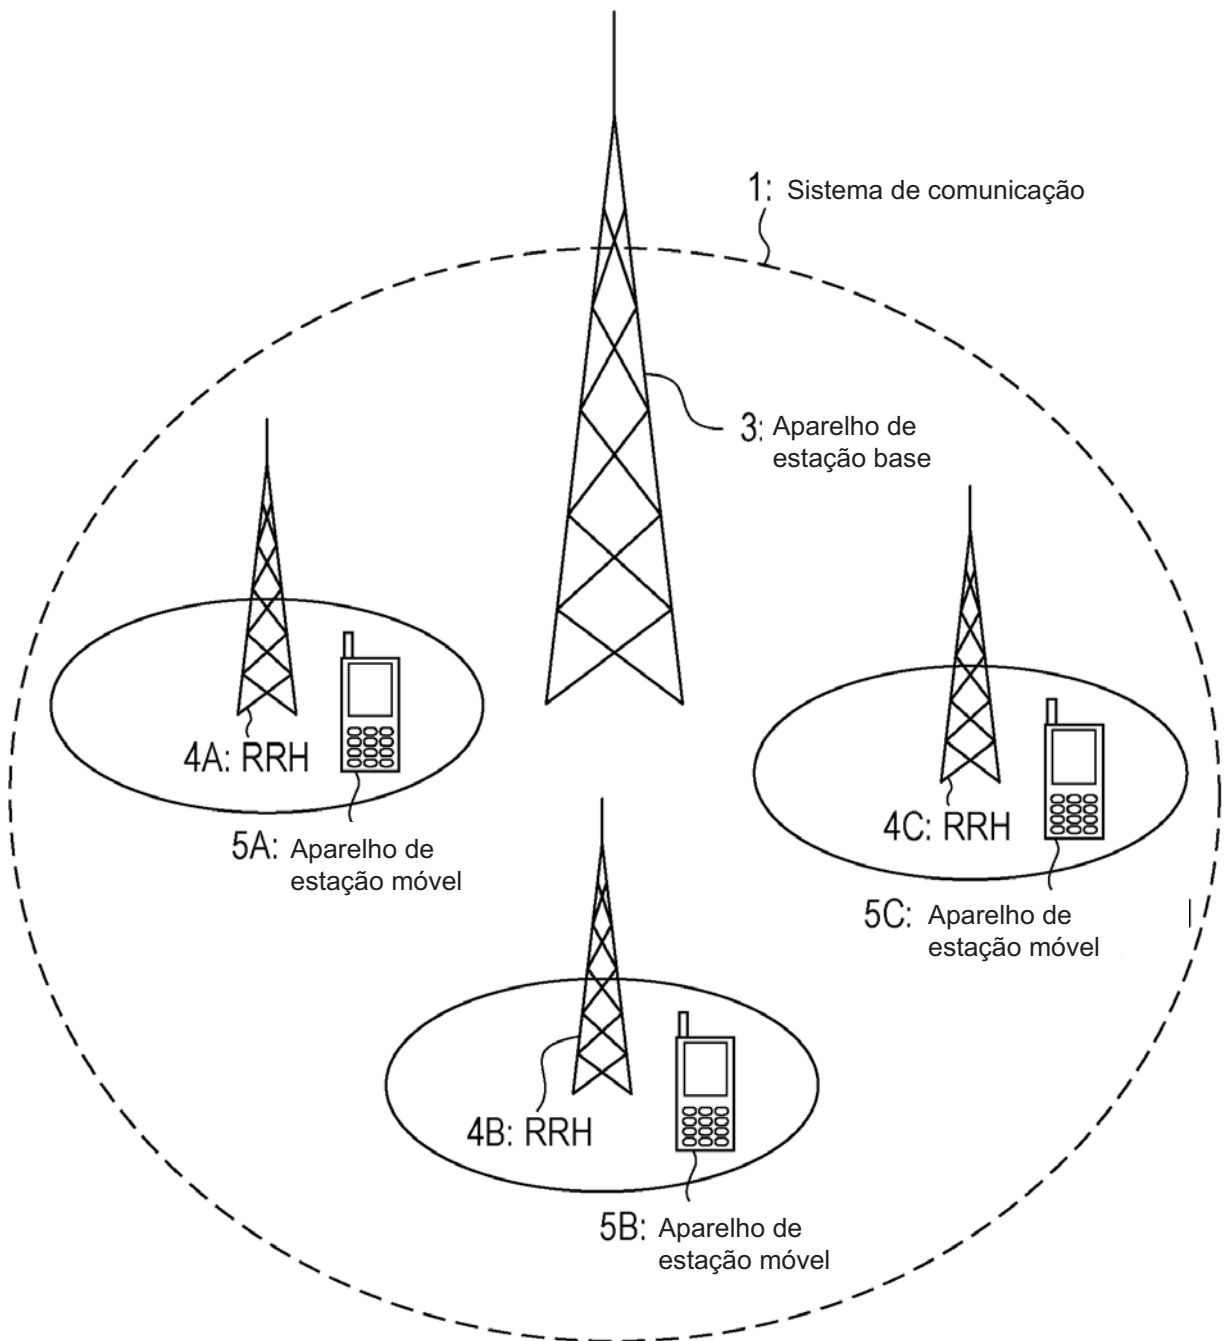 1: Sistema de comunicação
3: Aparelho de
estação base
4A: RRH
4C: RRH
5A: Aparelho de
estação móvel
5C: Aparelho de
estação móvel
4B: RRH
5B: Aparelho de
estação móvel